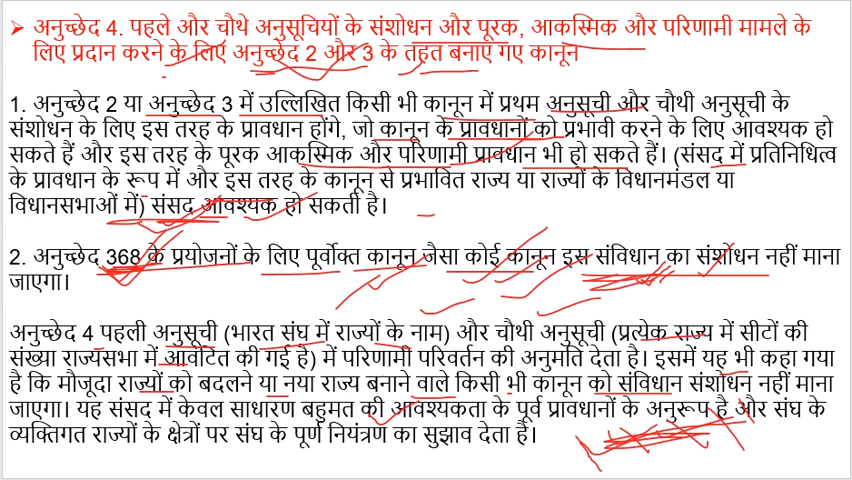 ➢ अनुच्छेद 4. पहले और चौथे अनुसूचियों के संशोधन और पूरक, आकस्मिक और परिणामी मामले के
लिए प्रदान करने के लिए अनुच्छेद 2 और 3 के तहत बनाए गए कानून
1. अनुच्छेद 2 या अनुच्छेद 3 में उल्लिखित किसी भी कानून में प्रथम अनुसूची और चौथी अनुसूची के
संशोधन के लिए इस तरह के प्रावधान होंगे, जो कानून के प्रावधानों को प्रभावी करने के लिए आवश्यक हो
सकते हैं और इस तरह के पूरक आकस्मिक और परिणामी प्रावधान भी हो सकते हैं। (संसद में प्रतिनिधित्व
के प्रावधान के रूप में और इस तरह के कानून से प्रभावित राज्य या राज्यों के विधानमंडल या
विधानसभाओं में) संसद आवश्यक हो सकती है।
2. अनुच्छेद 368 के प्रयोजनों के लिए पूर्वोक्त कानून जैसा कोई कानून इस संविधान का संशोधन नहीं माना
जाएगा।
अनुच्छेद 4 पहली अनुसूची (भारत संघ में राज्यों के नाम) और चौथी अनुसूची (प्रत्येक राज्य में सीटों की
संख्या राज्यसभा में आवंटित की गई है) में परिणामी परिवर्तन की अनुमति देता है। इसमें यह भी कहा गया
है कि मौजूदा राज्यों को बदलने या नया राज्य बनाने वाले किसी भी कानून को संविधान संशोधन नहीं माना
जाएगा। यह संसद में केवल साधारण बहुमत की आवश्यकता के पूर्व प्रावधानों के अनुरूप है और संघ के
व्यक्तिगत राज्यों के क्षेत्रों पर संघ के पूर्ण नियंत्रण का सुझाव देता है।